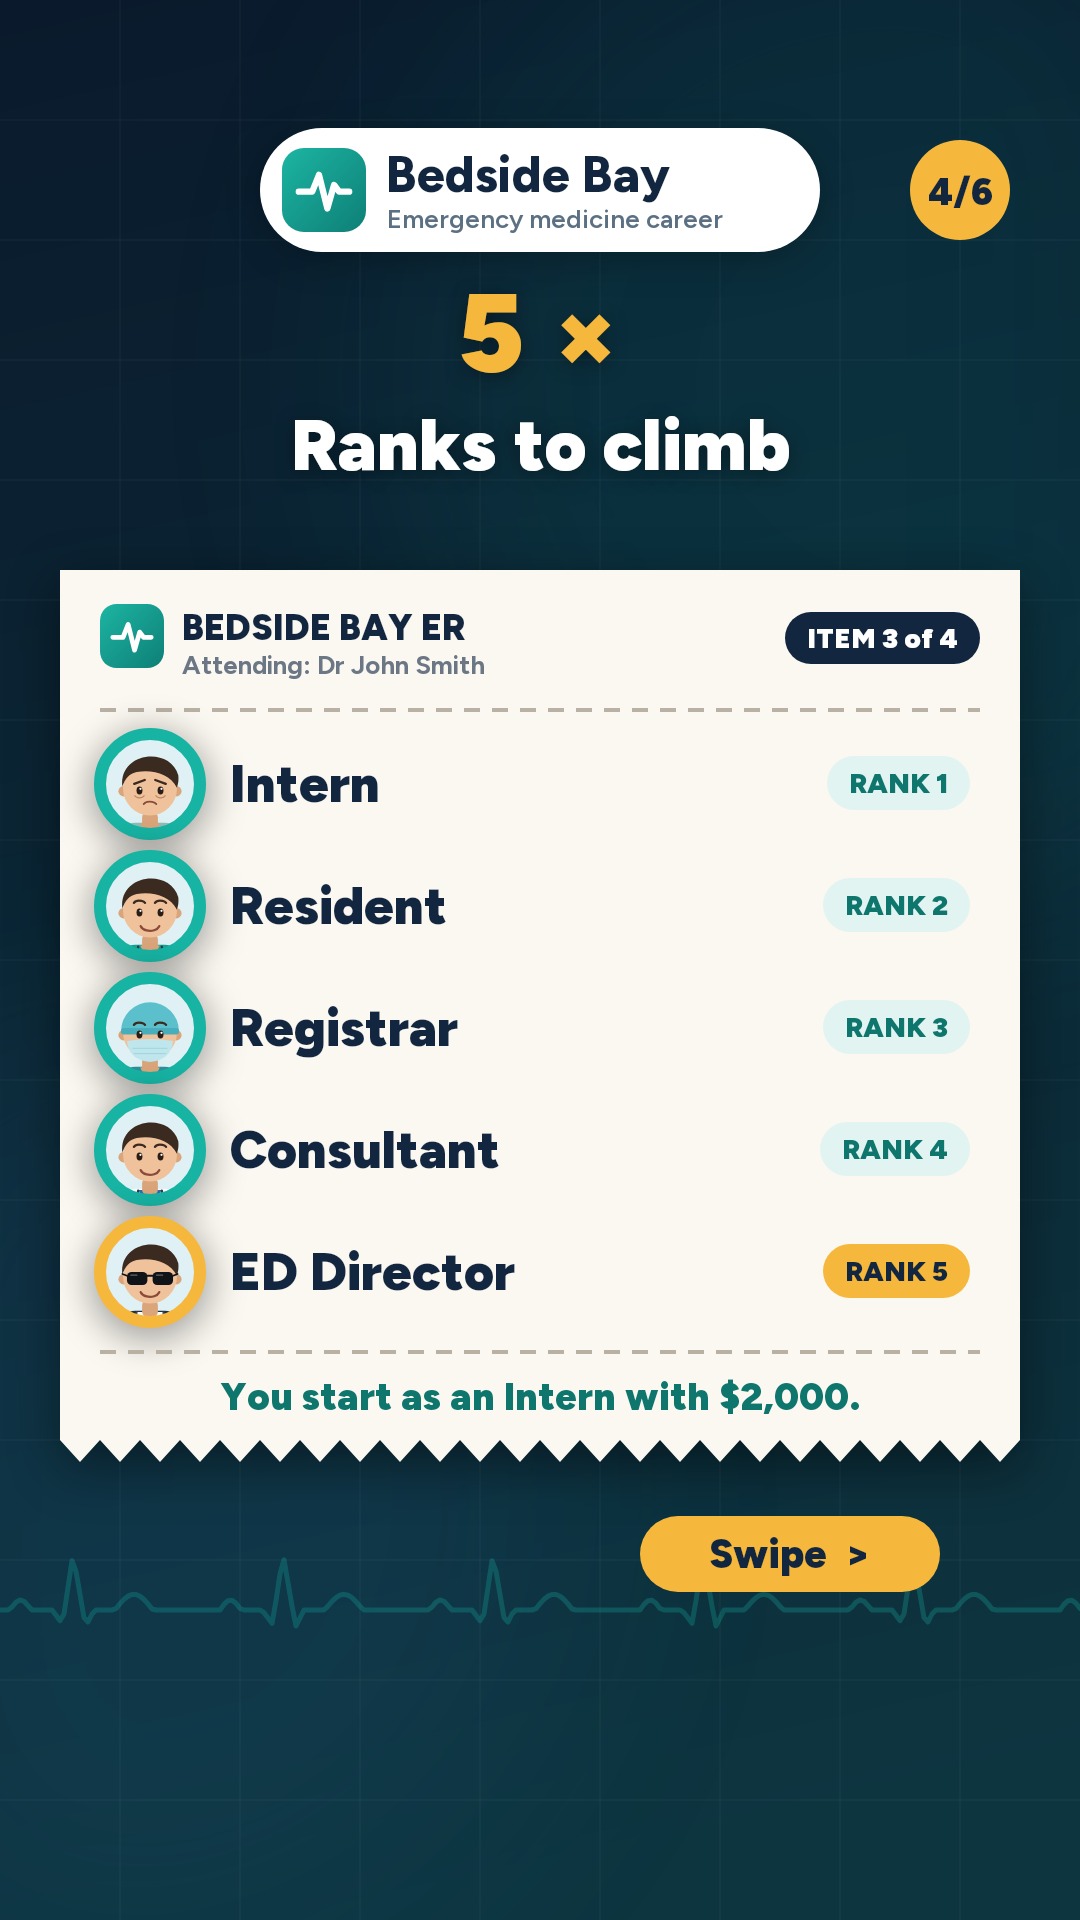 Bedside Bay
Emergency medicine career
4/6
5 ×
Ranks to climb
BEDSIDE BAY ER
Attending: Dr John Smith
ITEM 3 of 4
Intern
RANK 1
Resident
RANK 2
Registrar
RANK 3
Consultant
RANK 4
ED Director
RANK 5
You start as an Intern with $2,000.
Swipe >